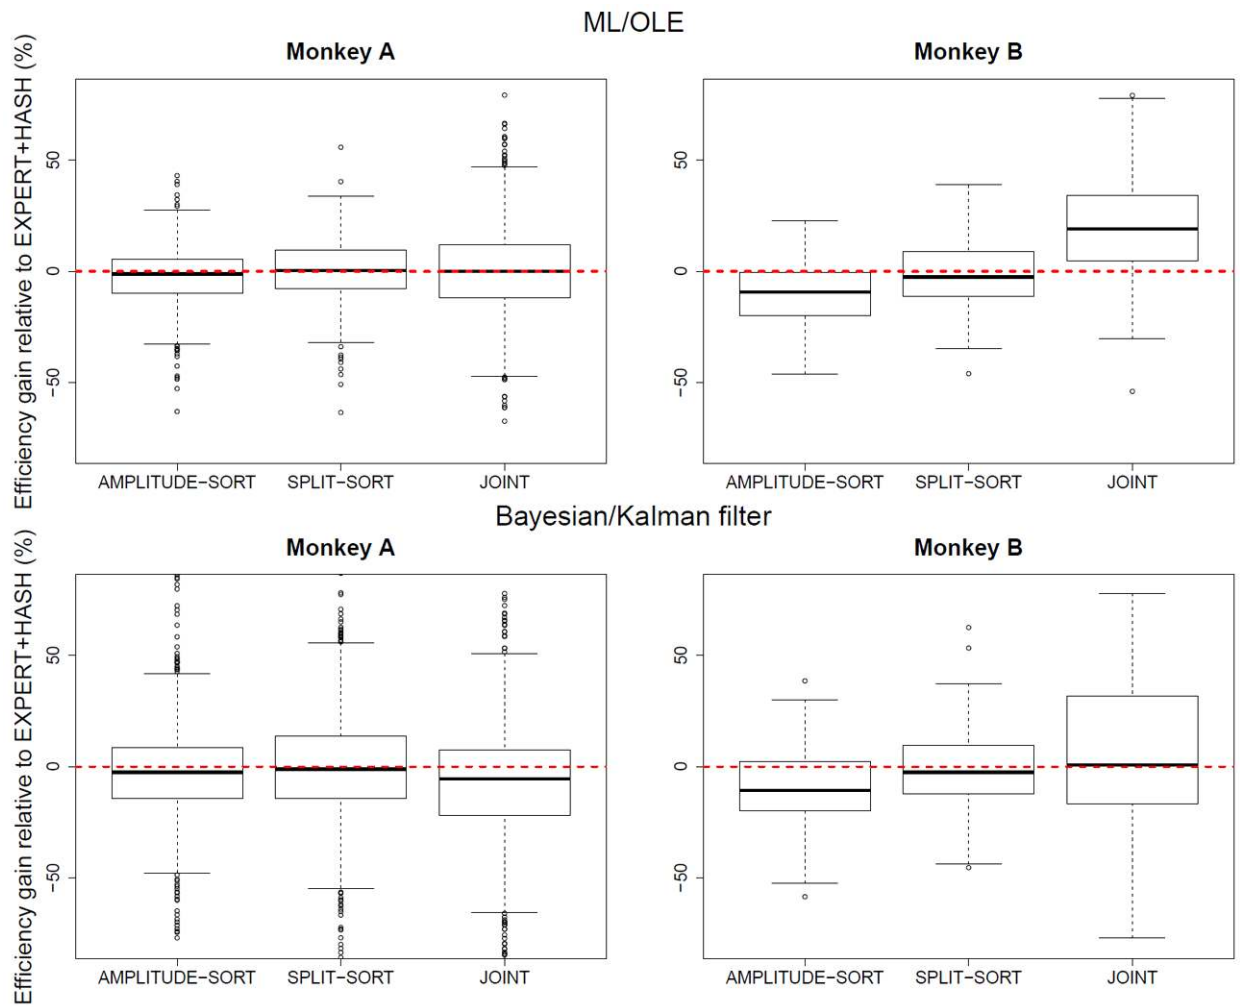 ML/OLE
Monkey A
Monkey B
Efficiency gain relative to EXPERT+HASH (%)
50
0
−50
50
0
−50
AMPLITUDE−SORT SPLIT−SORT JOINT
AMPLITUDE−SORT SPLIT−SORT JOINT
Bayesian/Kalman filter
Monkey A
Monkey B
Efficiency gain relative to EXPERT+HASH (%)
50
0
−50
50
0
−50
AMPLITUDE−SORT SPLIT−SORT JOINT
AMPLITUDE−SORT SPLIT−SORT JOINT